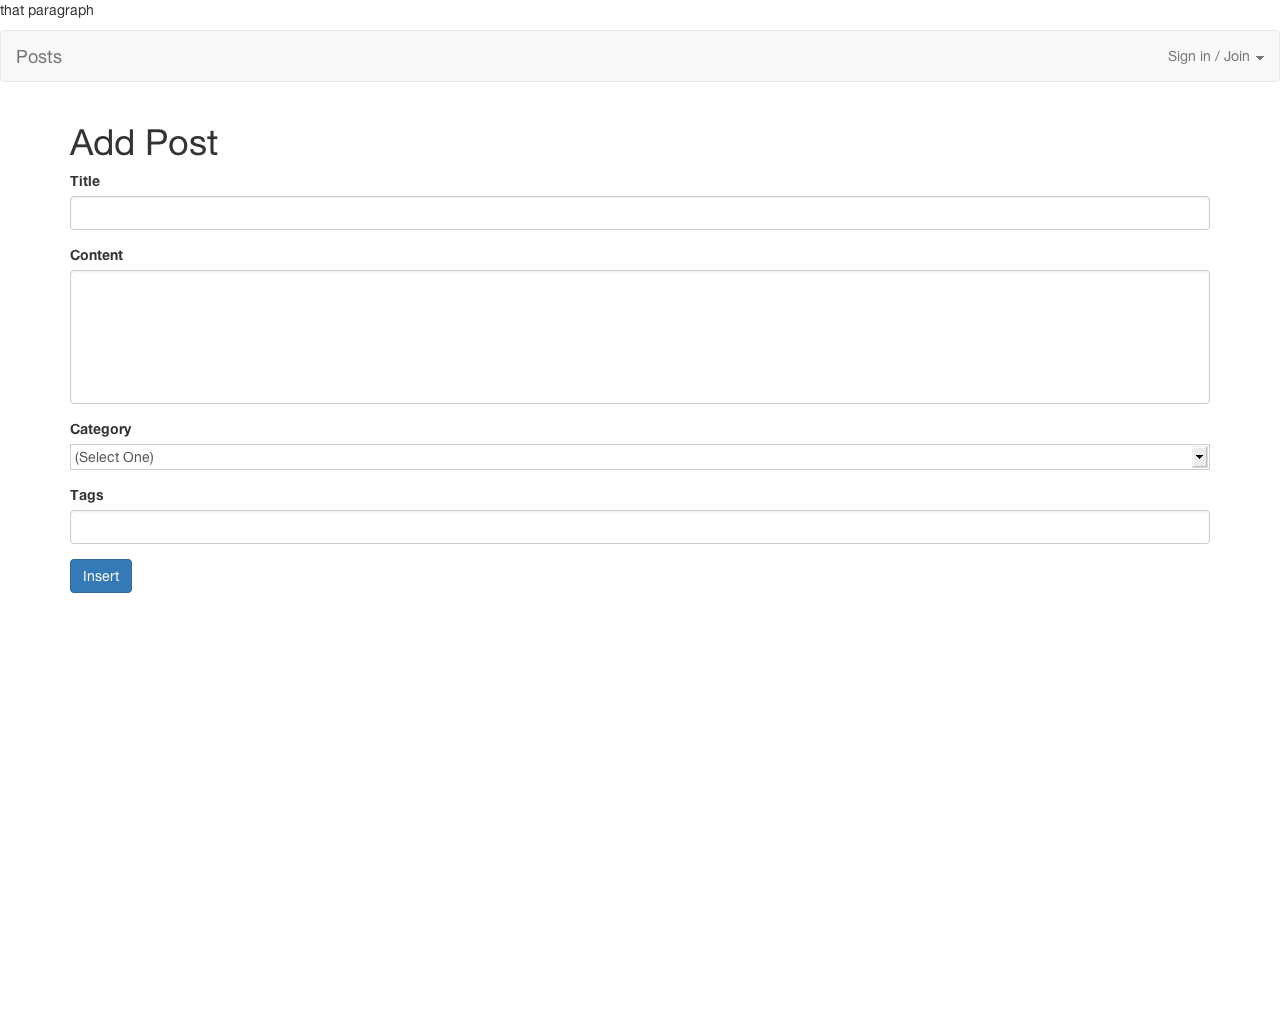 that paragraph
Posts
Sign in / Join
Add Post
Title
Content
Category
(Select One)
Tags
Insert